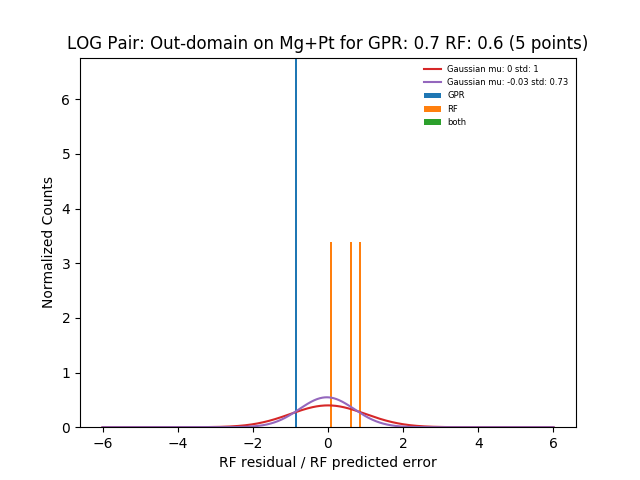 LOG Pair: Out-domain on Mg+Pt for GPR: 0.7 RF: 0.6 (5 points)
Gaussian mu: 0 std: 1
Gaussian mu: -0.03 std: 0.73
GPR
RF
both
Normalized Counts
6
5
4
3
2
1
0
−6 −4 −2 0 2 4 6
RF residual / RF predicted error